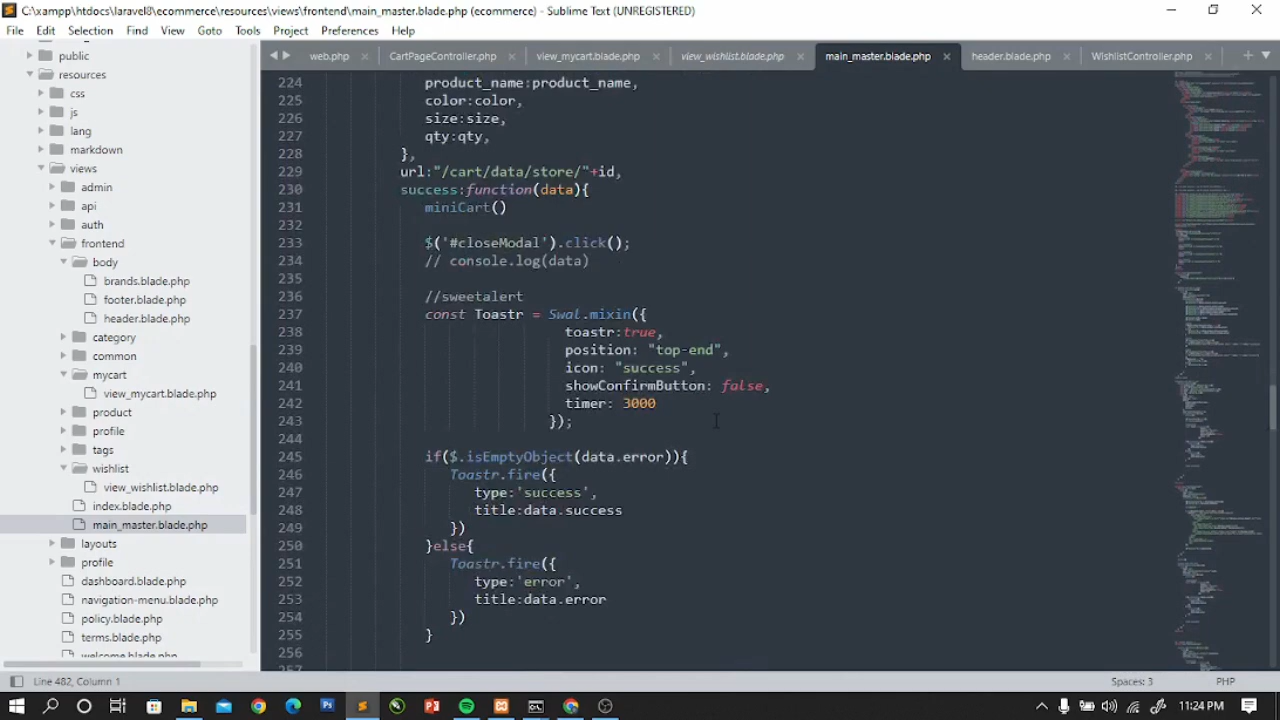 C:\xampp\htdocs\laravel8\ecommerce\resources\views\frontend\main_master.blade.php (ecommerce) - Sublime Text (UNREGISTERED)
File Edit Selection Find View Goto Tools Project Preferences Help
web.php × CartPageController.php × view_mycart.blade.php × view_wishlist.blade.php × main_master.blade.php × header.blade.php × WishlistController.php ×
public
resources
css
js
lang
markdown
views
admin
api
auth
frontend
body
brands.blade.php
footer.blade.php
header.blade.php
category
common
mycart
view_mycart.blade.php
product
profile
tags
wishlist
view_wishlist.blade.php
index.blade.php
main_master.blade.php
layouts
profile
dashboard.blade.php
navigation-menu.blade.php
policy.blade.php
terms.blade.php
welcome.blade.php
224 product_name:product_name,
225 color:color,
226 size:size,
227 qty:qty,
228 },
229 url:"/cart/data/store/"+id,
230 success:function(data){
231 miniCart()
232
233 $('#closeModal').click();
234 // console.log(data)
235
236 //sweetalert
237 const Toastr = Swal.mixin({
238 toastr:true,
239 position: "top-end",
240 icon: "success",
241 showConfirmButton: false,
242 timer: 3000
243 });
244
245 if($.isEmptyObject(data.error)){
246 Toastr.fire({
247 type:'success',
248 title:data.success
249 })
250 }else{
251 Toastr.fire({
252 type:'error',
253 title:data.error
254 })
255 }
256
257
Line 482, Column 1
Spaces: 3
PHP
11:24 PM